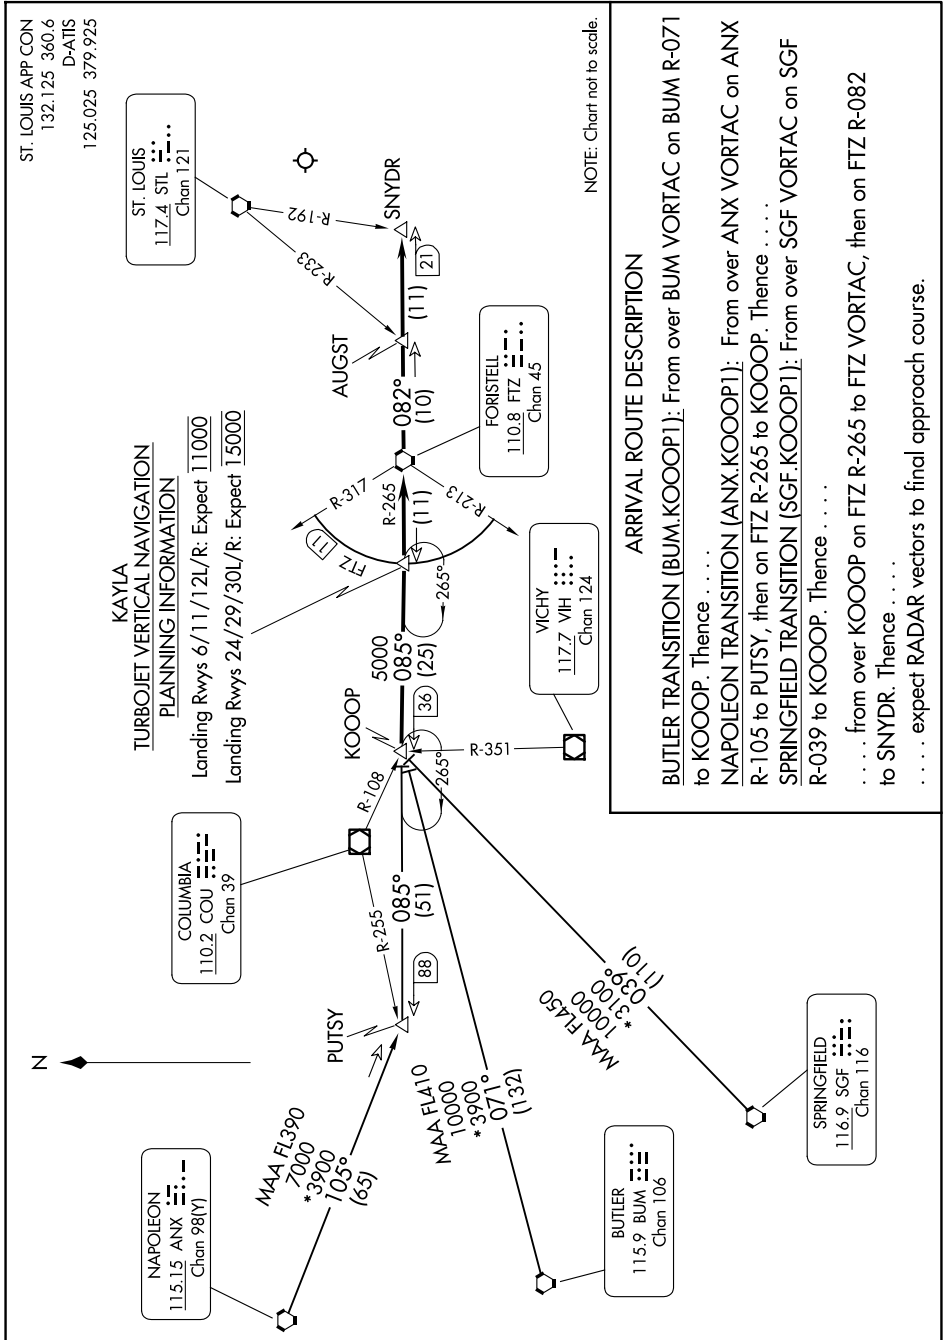 ST. LOUIS APP CON
132.125 360.6
D-ATIS
125.025 379.925
ST. LOUIS
117.4 STL
Chan 121
R-233
R-192
SNYDR
21
(11)
AUGST
082°
(10)
KAYLA
TURBOJET VERTICAL NAVIGATION
PLANNING INFORMATION
Landing Rwys 6/11/12L/R: Expect 11000
Landing Rwys 24/29/30L/R: Expect 15000
FORISTELL
110.8 FTZ
Chan 45
R-317
R-265
R-213
11
FTZ
(11)
265°
5000
085°
(25)
KOOOP
36
R-351
VICHY
117.7 VIH
Chan 124
265°
R-108
COLUMBIA
110.2 COU
Chan 39
R-255
085°
(51)
88
PUTSY
N
NAPOLEON
115.15 ANX
Chan 98(Y)
MAA FL390
7000
*3900
105°
(65)
MAA FL410
10000
*3900
071°
(132)
BUTLER
115.9 BUM
Chan 106
MAA FL450
10000
*3100
039°
(110)
SPRINGFIELD
116.9 SGF
Chan 116
NOTE: Chart not to scale.
ARRIVAL ROUTE DESCRIPTION
BUTLER TRANSITION (BUM.KOOOP1): From over BUM VORTAC on BUM R-071
to KOOOP. Thence . . . .
NAPOLEON TRANSITION (ANX.KOOOP1): From over ANX VORTAC on ANX
R-105 to PUTSY, then on FTZ R-265 to KOOOP. Thence . . . .
SPRINGFIELD TRANSITION (SGF.KOOOP1): From over SGF VORTAC on SGF
R-039 to KOOOP. Thence . . . .
. . . . from over KOOOP on FTZ R-265 to FTZ VORTAC, then on FTZ R-082
to SNYDR. Thence . . . .
. . . . expect RADAR vectors to final approach course.